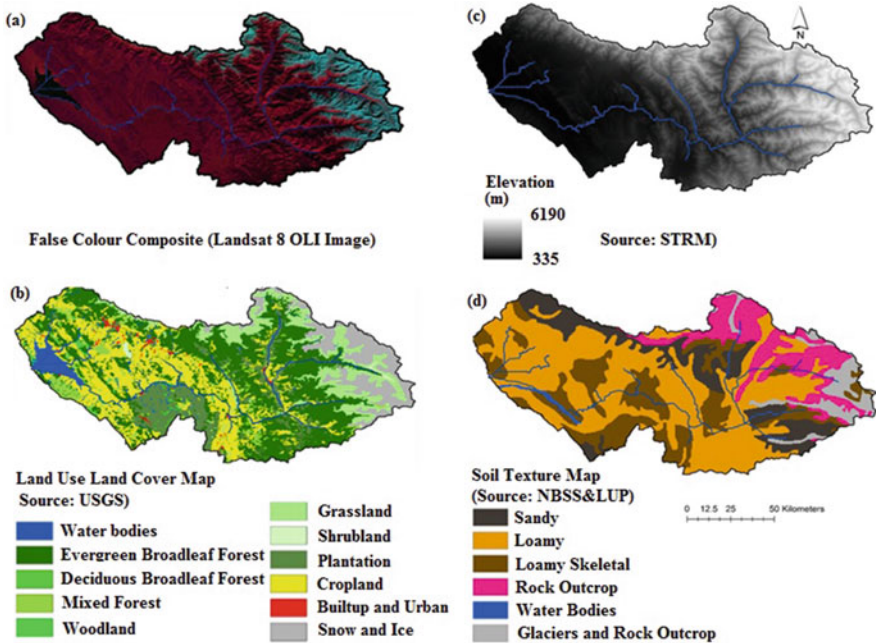 (a)
False Colour Composite (Landsat 8 OLI Image)
(c)
N
Elevation
(m)
6190
335
Source: STRM)
(b)
Land Use Land Cover Map
Source: USGS)
Water bodies
Evergreen Broadleaf Forest
Deciduous Broadleaf Forest
Mixed Forest
Woodland
Grassland
Shrubland
Plantation
Cropland
Builtup and Urban
Snow and Ice
(d)
Soil Texture Map
(Source: NBSS&LUP)
0 12.5 25 50 Kilometers
Sandy
Loamy
Loamy Skeletal
Rock Outcrop
Water Bodies
Glaciers and Rock Outcrop